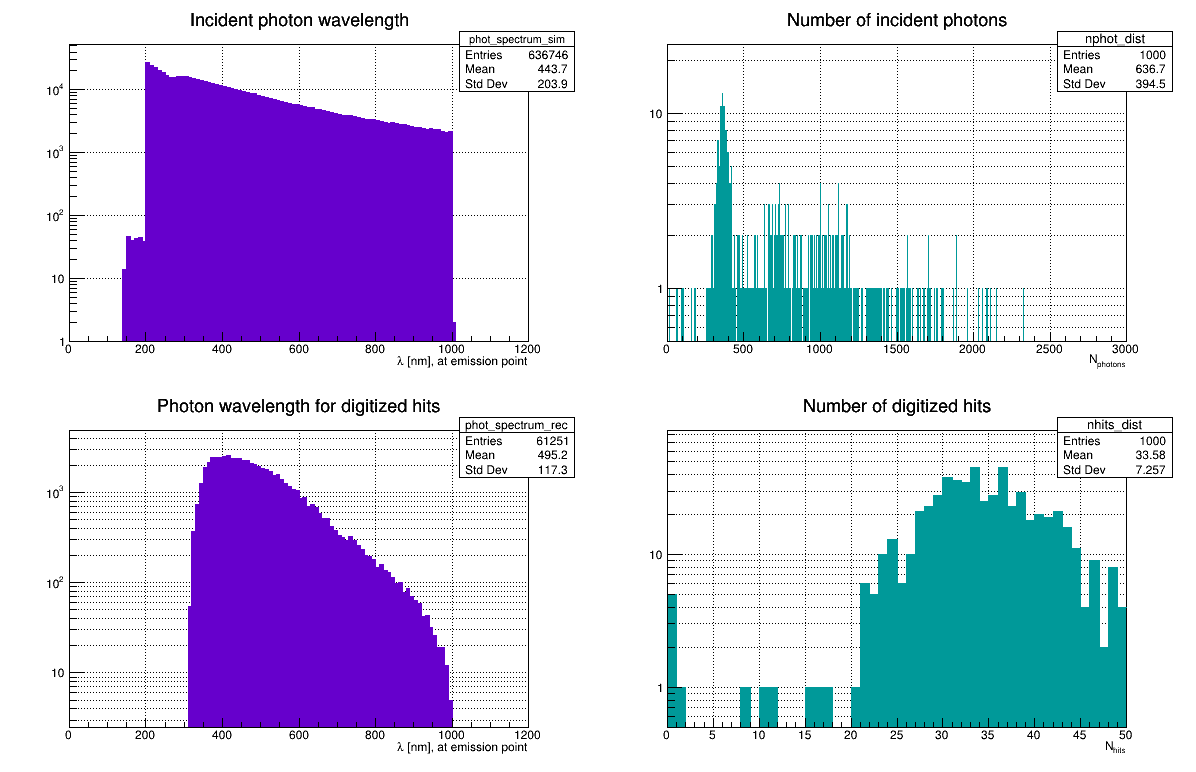 Incident photon wavelength
phot_spectrum_sim
Entries 636746
Mean 443.7
Std Dev 203.9
10^4
10^3
10^2
10
1
0 200 400 600 800 1000 1200
λ [nm], at emission point
Number of incident photons
nphot_dist
Entries 1000
Mean 636.7
Std Dev 394.5
10
1
0 500 1000 1500 2000 2500 3000
N_photons
Photon wavelength for digitized hits
phot_spectrum_rec
Entries 61251
Mean 495.2
Std Dev 117.3
10^3
10^2
10
0 200 400 600 800 1000 1200
λ [nm], at emission point
Number of digitized hits
nhits_dist
Entries 1000
Mean 33.58
Std Dev 7.257
10
1
0 5 10 15 20 25 30 35 40 45 50
N_hits